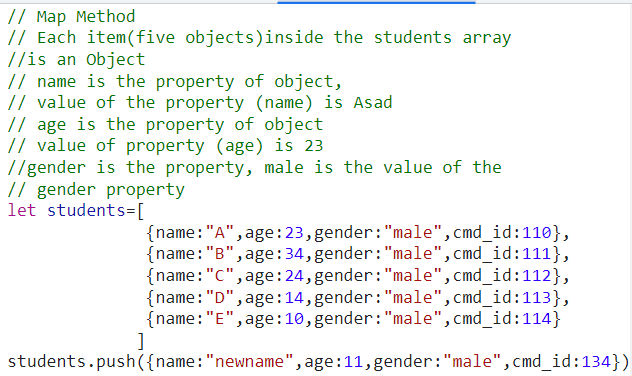 // Map Method
// Each item(five objects)inside the students array
//is an Object
// name is the property of object,
// value of the property (name) is Asad
// age is the property of object
// value of property (age) is 23
//gender is the property, male is the value of the
// gender property
let students=[
{name:"A",age:23,gender:"male",cmd_id:110},
{name:"B",age:34,gender:"male",cmd_id:111},
{name:"C",age:24,gender:"male",cmd_id:112},
{name:"D",age:14,gender:"male",cmd_id:113},
{name:"E",age:10,gender:"male",cmd_id:114}
]
students.push({name:"newname",age:11,gender:"male",cmd_id:134})